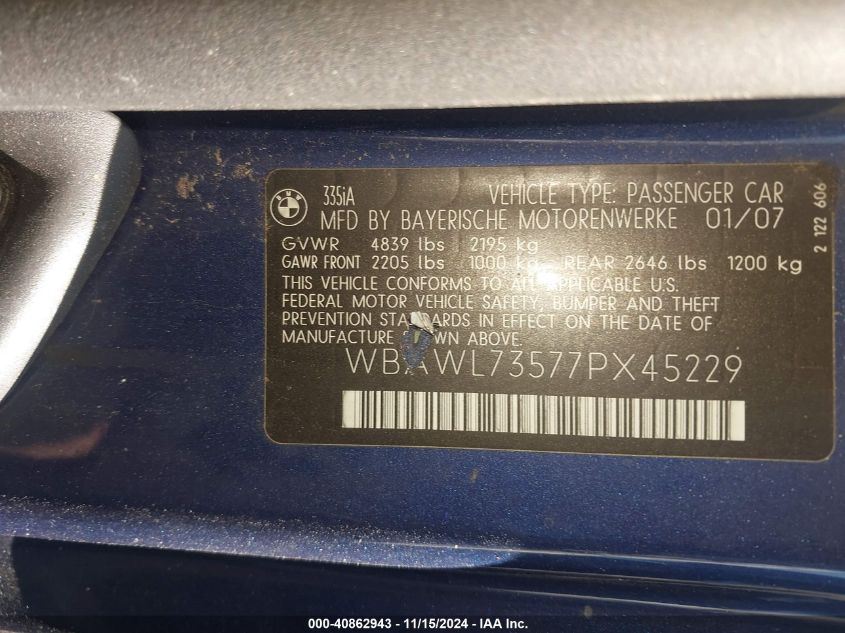 BMW
335iA
VEHICLE TYPE: PASSENGER CAR
MFD BY BAYERISCHE MOTORENWERKE 01/07
GVWR 4839 lbs 2195 kg
GAWR FRONT 2205 lbs 1000 kg - REAR 2646 lbs 1200 kg
THIS VEHICLE CONFORMS TO ALL APPLICABLE U.S.
FEDERAL MOTOR VEHICLE SAFETY, BUMPER AND THEFT
PREVENTION STANDARDS IN EFFECT ON THE DATE OF
MANUFACTURE SHOWN ABOVE.
WBAWL73577PX45229
2 122 606
000-40862943 - 11/15/2024 - IAA Inc.